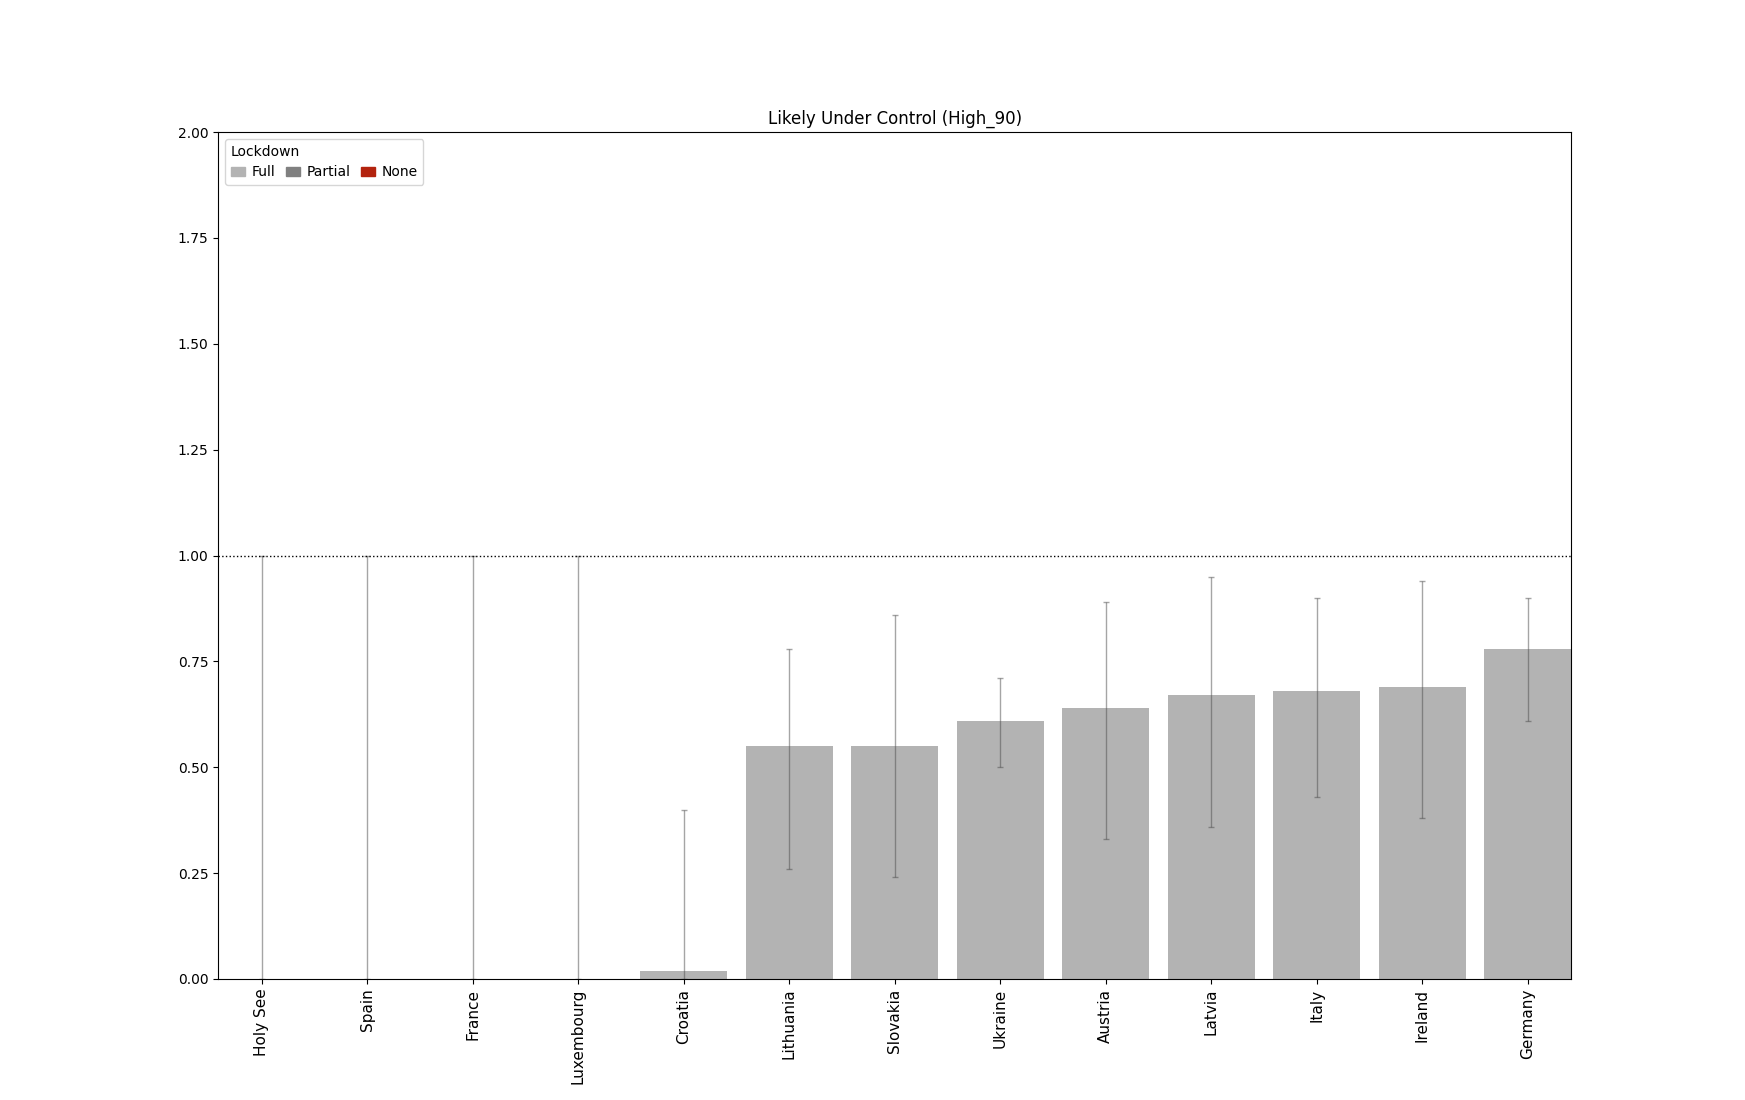 Likely Under Control (High_90)
2.00
Lockdown
Full Partial None
1.75
1.50
1.25
1.00
0.75
0.50
0.25
0.00
Holy See
Spain
France
Luxembourg
Croatia
Lithuania
Slovakia
Ukraine
Austria
Latvia
Italy
Ireland
Germany